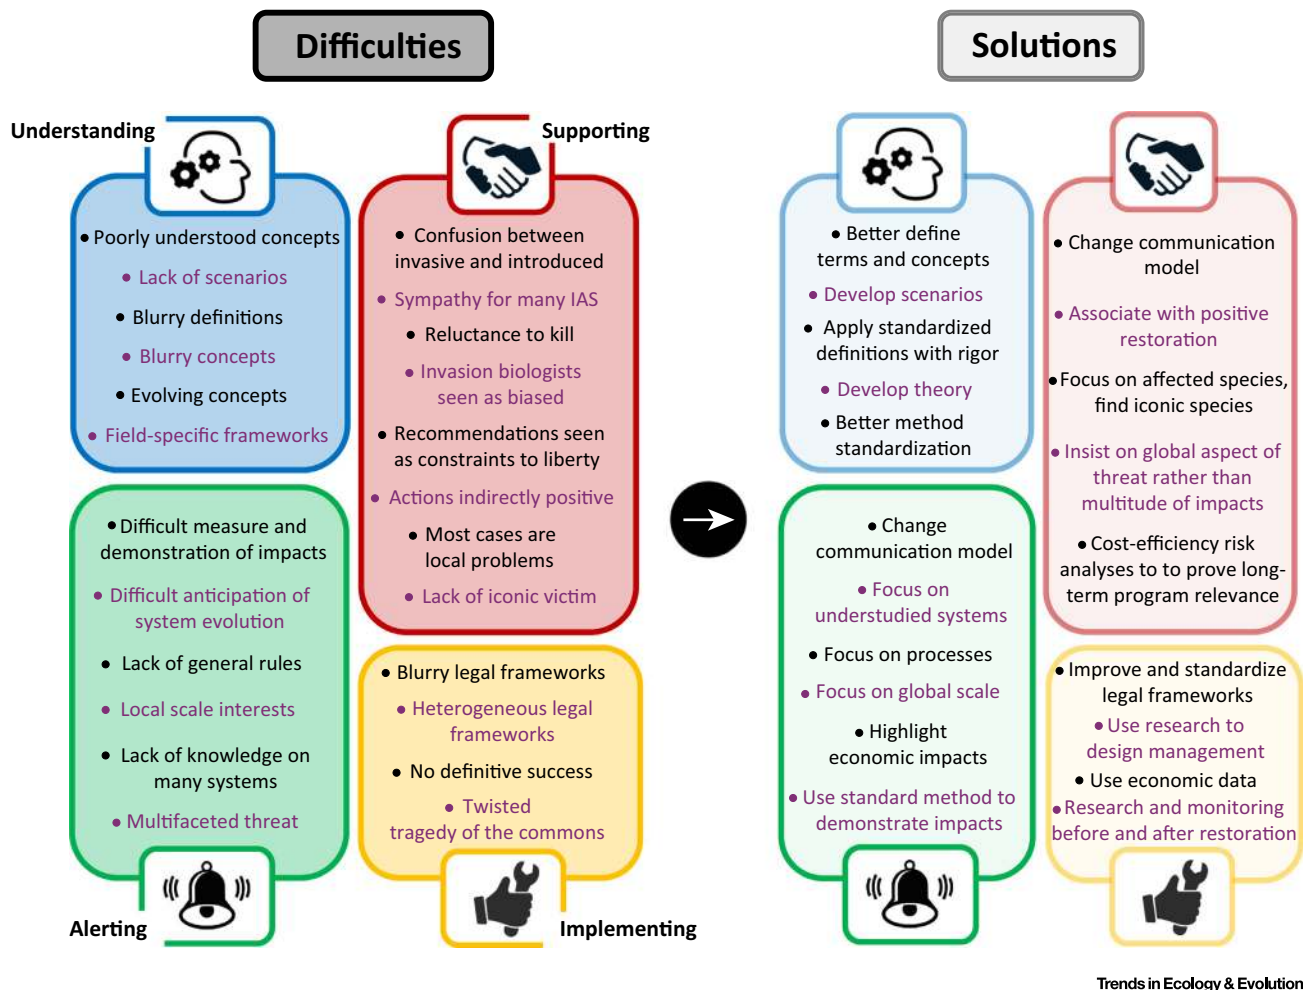 Difficulties
Solutions
Understanding
Supporting
• Poorly understood concepts
• Lack of scenarios
• Blurry definitions
• Blurry concepts
• Evolving concepts
• Field-specific frameworks
• Confusion between
invasive and introduced
• Sympathy for many IAS
• Reluctance to kill
• Invasion biologists
seen as biased
• Recommendations seen
as constraints to liberty
• Actions indirectly positive
• Most cases are
local problems
• Lack of iconic victim
• Difficult measure and
demonstration of impacts
• Difficult anticipation of
system evolution
• Lack of general rules
• Local scale interests
• Lack of knowledge on
many systems
• Multifaceted threat
Alerting
• Blurry legal frameworks
• Heterogeneous legal
frameworks
• No definitive success
• Twisted
tragedy of the commons
Implementing
• Better define
terms and concepts
• Develop scenarios
• Apply standardized
definitions with rigor
• Develop theory
• Better method
standardization
• Change communication
model
• Associate with positive
restoration
• Focus on affected species,
find iconic species
• Insist on global aspect of
threat rather than
multitude of impacts
• Cost-efficiency risk
analyses to to prove long-
term program relevance
• Change
communication model
• Focus on
understudied systems
• Focus on processes
• Focus on global scale
• Highlight
economic impacts
• Use standard method to
demonstrate impacts
• Improve and standardize
legal frameworks
• Use research to
design management
• Use economic data
• Research and monitoring
before and after restoration
Trends in Ecology & Evolution